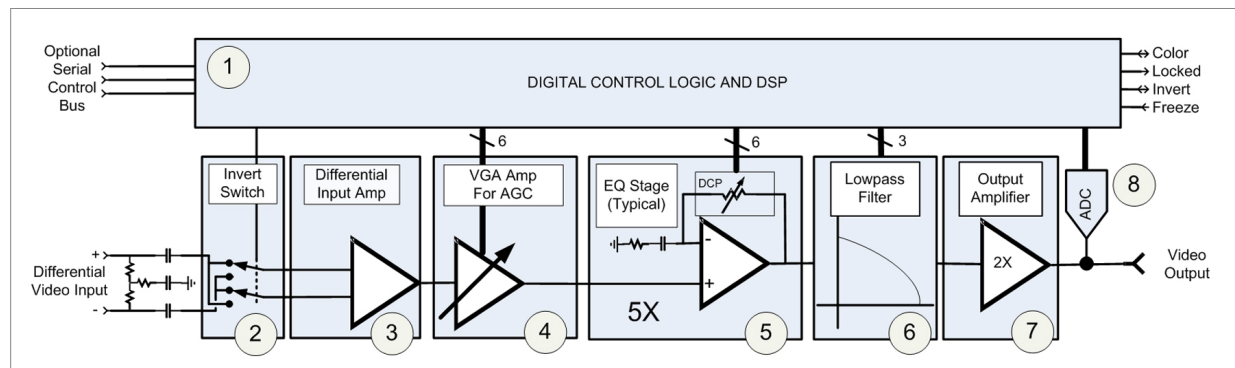 Optional
Serial
Control
Bus
1
DIGITAL CONTROL LOGIC AND DSP
Color
Locked
Invert
Freeze
6
6
3
Invert
Switch
Differential
Input Amp
VGA Amp
For AGC
EQ Stage
(Typical)
DCP
Lowpass
Filter
Output
Amplifier
ADC
8
+
Differential
Video Input
-
-
+
5X
2X
Video
Output
2
3
4
5
6
7